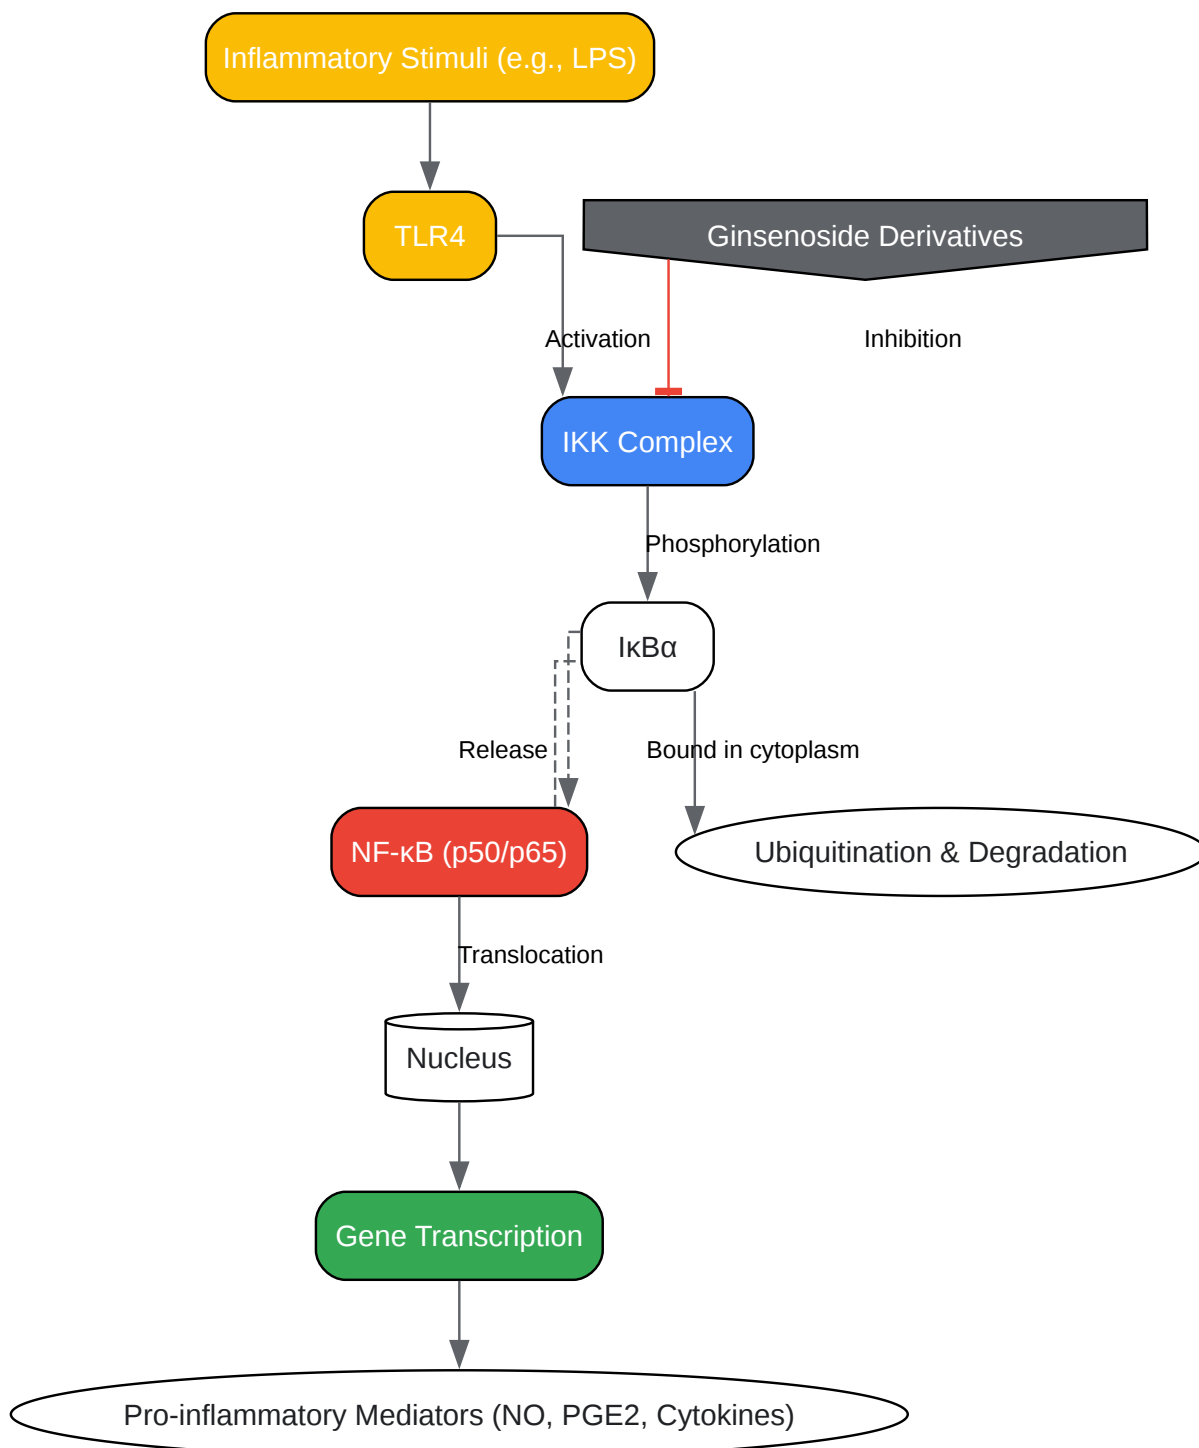 Inflammatory Stimuli (e.g., LPS)
TLR4
Ginsenoside Derivatives
Activation
Inhibition
IKK Complex
Phosphorylation
IκBα
Release
Bound in cytoplasm
NF-κB (p50/p65)
Ubiquitination & Degradation
Translocation
Nucleus
Gene Transcription
Pro-inflammatory Mediators (NO, PGE2, Cytokines)